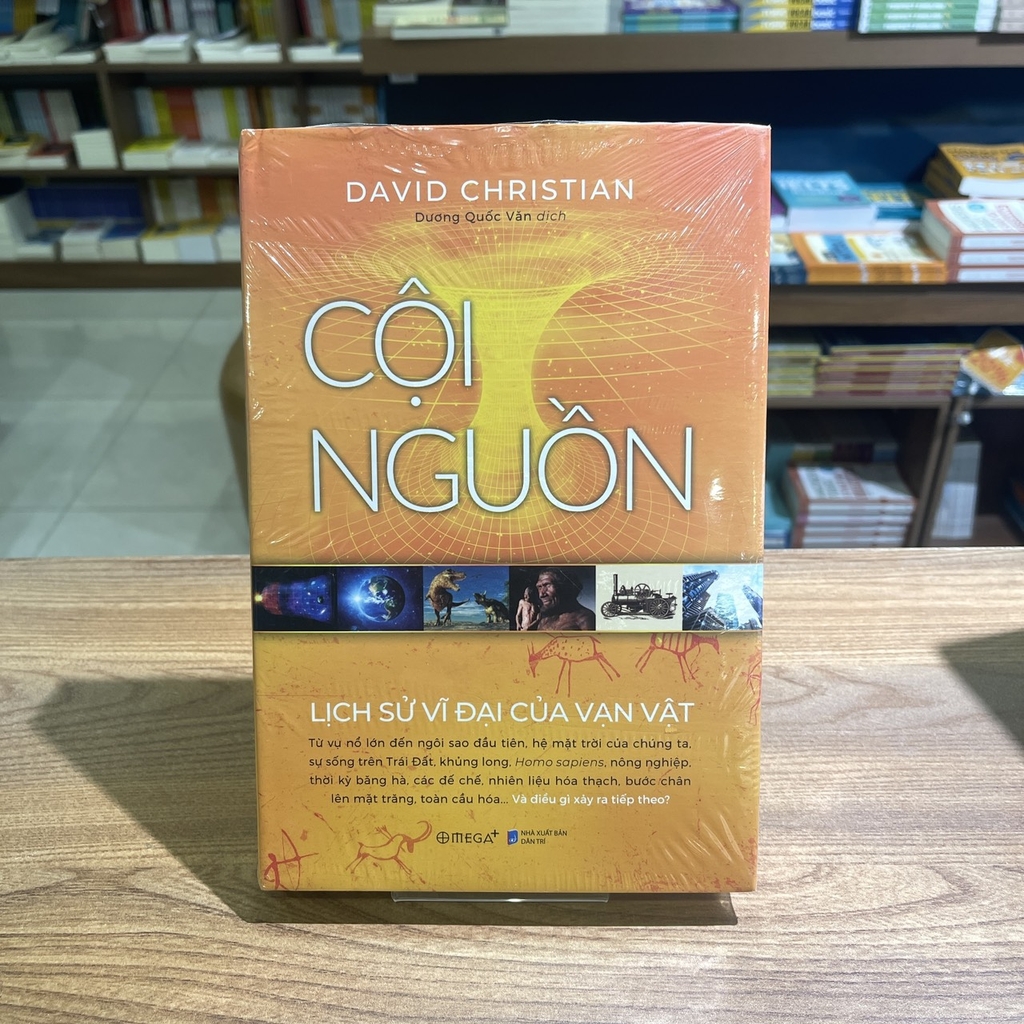 DAVID CHRISTIAN
Dương Quốc Văn dịch
CỘI
NGUỒN
LỊCH SỬ VĨ ĐẠI CỦA VẠN VẬT
Từ vụ nổ lớn đến ngôi sao đầu tiên, hệ mặt trời của chúng ta,
sự sống trên Trái Đất, khủng long, Homo sapiens, nông nghiệp,
thời kỳ băng hà, các đế chế, nhiên liệu hóa thạch, bước chân
lên mặt trăng, toàn cầu hóa... Và điều gì xảy ra tiếp theo?
OMEGA+
NHÀ XUẤT BẢN
DÂN TRÍ